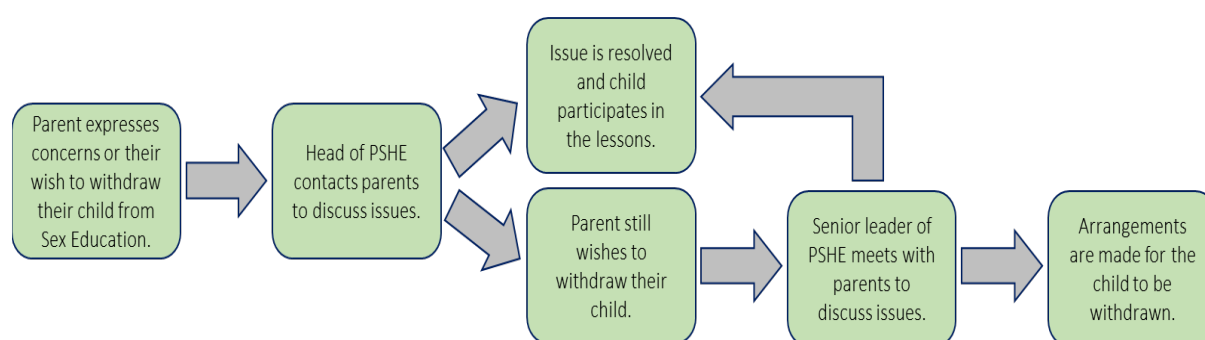 Parent expresses
concerns or their
wish to withdraw
their child from
Sex Education.
Head of PSHE
contacts parents
to discuss issues.
Issue is resolved
and child
participates in
the lessons.
Parent still
wishes to
withdraw their
child.
Senior leader of
PSHE meets with
parents to
discuss issues.
Arrangements
are made for the
child to be
withdrawn.